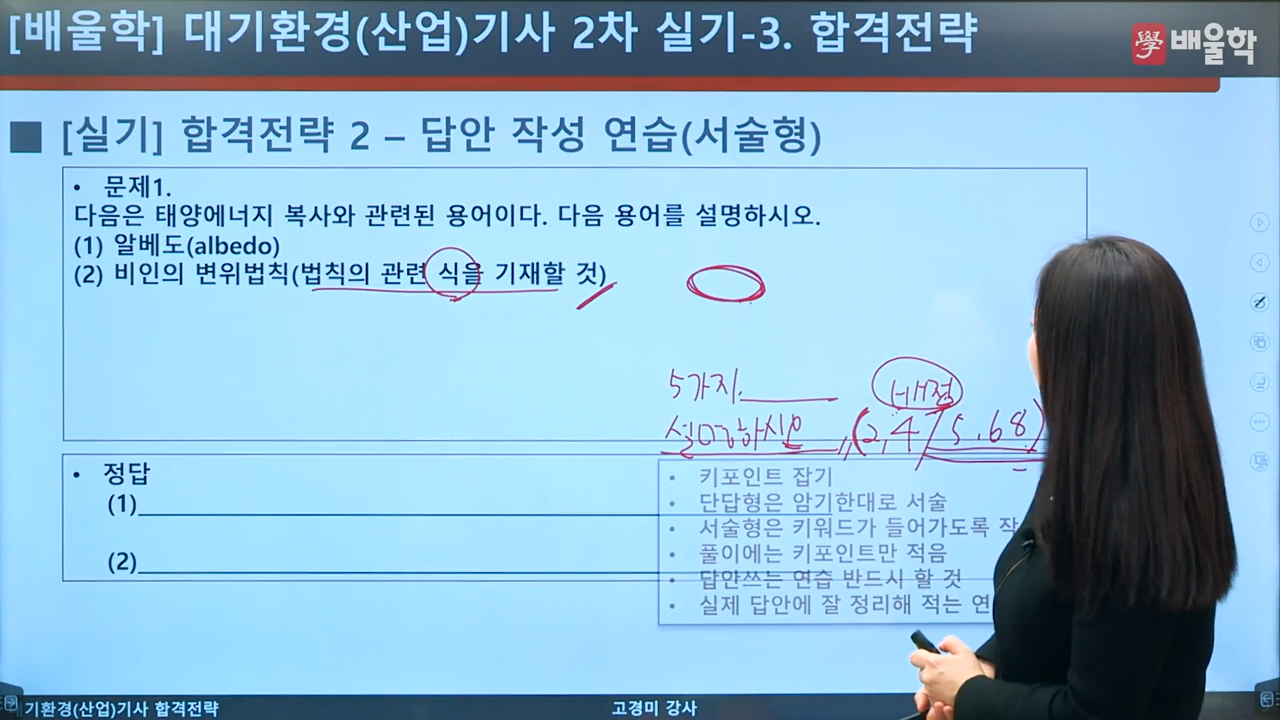 [배울학] 대기환경(산업)기사 2차 실기-3. 합격전략
學 배울학
■ [실기] 합격전략 2 – 답안 작성 연습(서술형)
• 문제1.
다음은 태양에너지 복사와 관련된 용어이다. 다음 용어를 설명하시오.
(1) 알베도(albedo)
(2) 비인의 변위법칙(법칙의 관련 식을 기재할 것)
5가지. 배점
설명하시오 (2, 4 / 5, 6 8)
• 정답
(1)
(2)
• 키포인트 잡기
• 단답형은 암기한대로 서술
• 서술형은 키워드가 들어가도록 작
• 풀이에는 키포인트만 적음
• 답안쓰는 연습 반드시 할 것
• 실제 답안에 잘 정리해 적는 연
기환경(산업)기사 합격전략
고경미 강사